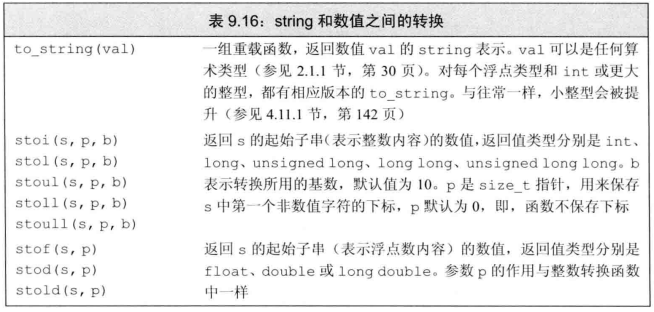 表 9.16：string 和数值之间的转换
to_string(val) 一组重载函数，返回数值 val 的 string 表示。val 可以是任何算
术类型（参见 2.1.1 节，第 30 页）。对每个浮点类型和 int 或更大
的整型，都有相应版本的 to_string。与往常一样，小整型会被提
升（参见 4.11.1 节，第 142 页）
stoi(s, p, b) 返回 s 的起始子串（表示整数内容）的数值，返回值类型分别是 int、
stol(s, p, b) long、unsigned long、long long、unsigned long long。b
stoul(s, p, b) 表示转换所用的基数，默认值为 10。p 是 size_t 指针，用来保存
stoll(s, p, b) s 中第一个非数值字符的下标，p 默认为 0，即，函数不保存下标
stoull(s, p, b)
stof(s, p) 返回 s 的起始子串（表示浮点数内容）的数值，返回值类型分别是
stod(s, p) float、double 或 long double。参数 p 的作用与整数转换函数
stold(s, p) 中一样